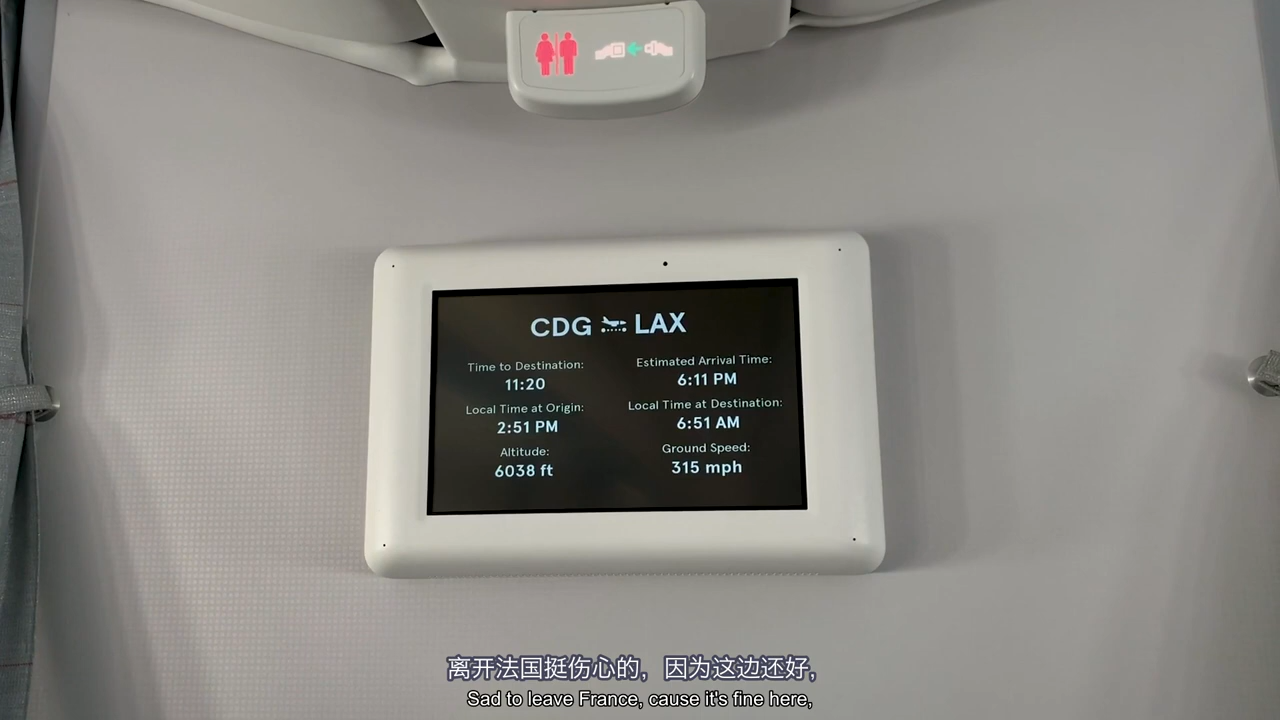 CDG LAX
Time to Destination:
11:20
Estimated Arrival Time:
6:11 PM
Local Time at Origin:
2:51 PM
Local Time at Destination:
6:51 AM
Altitude:
6038 ft
Ground Speed:
315 mph
离开法国挺伤心的，因为这边还好，
Sad to leave France, cause it's fine here,